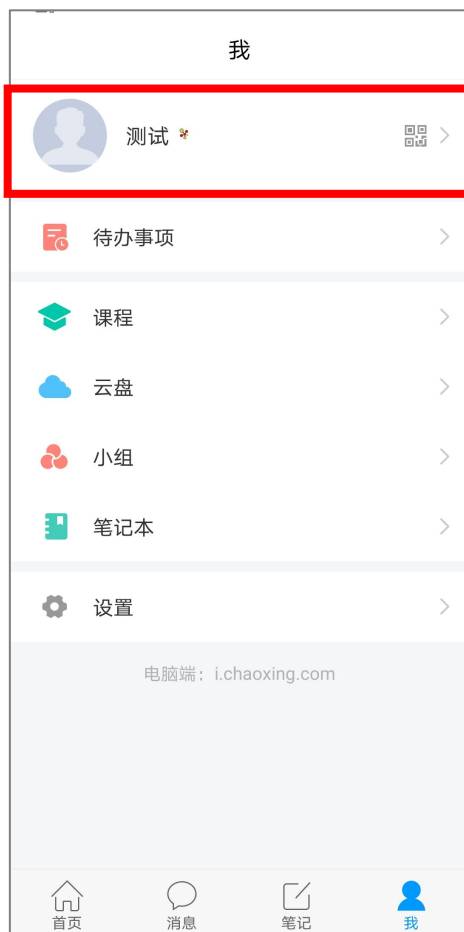 我
测试
待办事项
课程
云盘
小组
笔记本
设置
电脑端：i.chaoxing.com
首页 消息 笔记 我